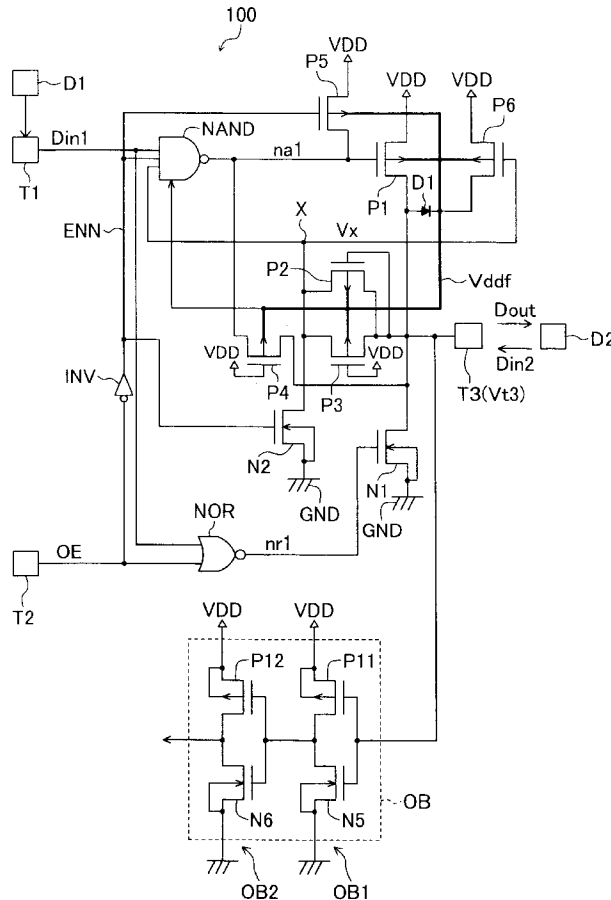 100
D1
VDD
P5
VDD
VDD
P6
Din1
NAND
na1
T1
P1
D1
ENN
X
Vx
P2
Vddf
Dout
VDD
VDD
D2
Din2
INV
P4
P3
T3(Vt3)
N2
N1
GND
GND
NOR
OE
nr1
T2
VDD
VDD
P12
P11
OB
N6
N5
OB2
OB1